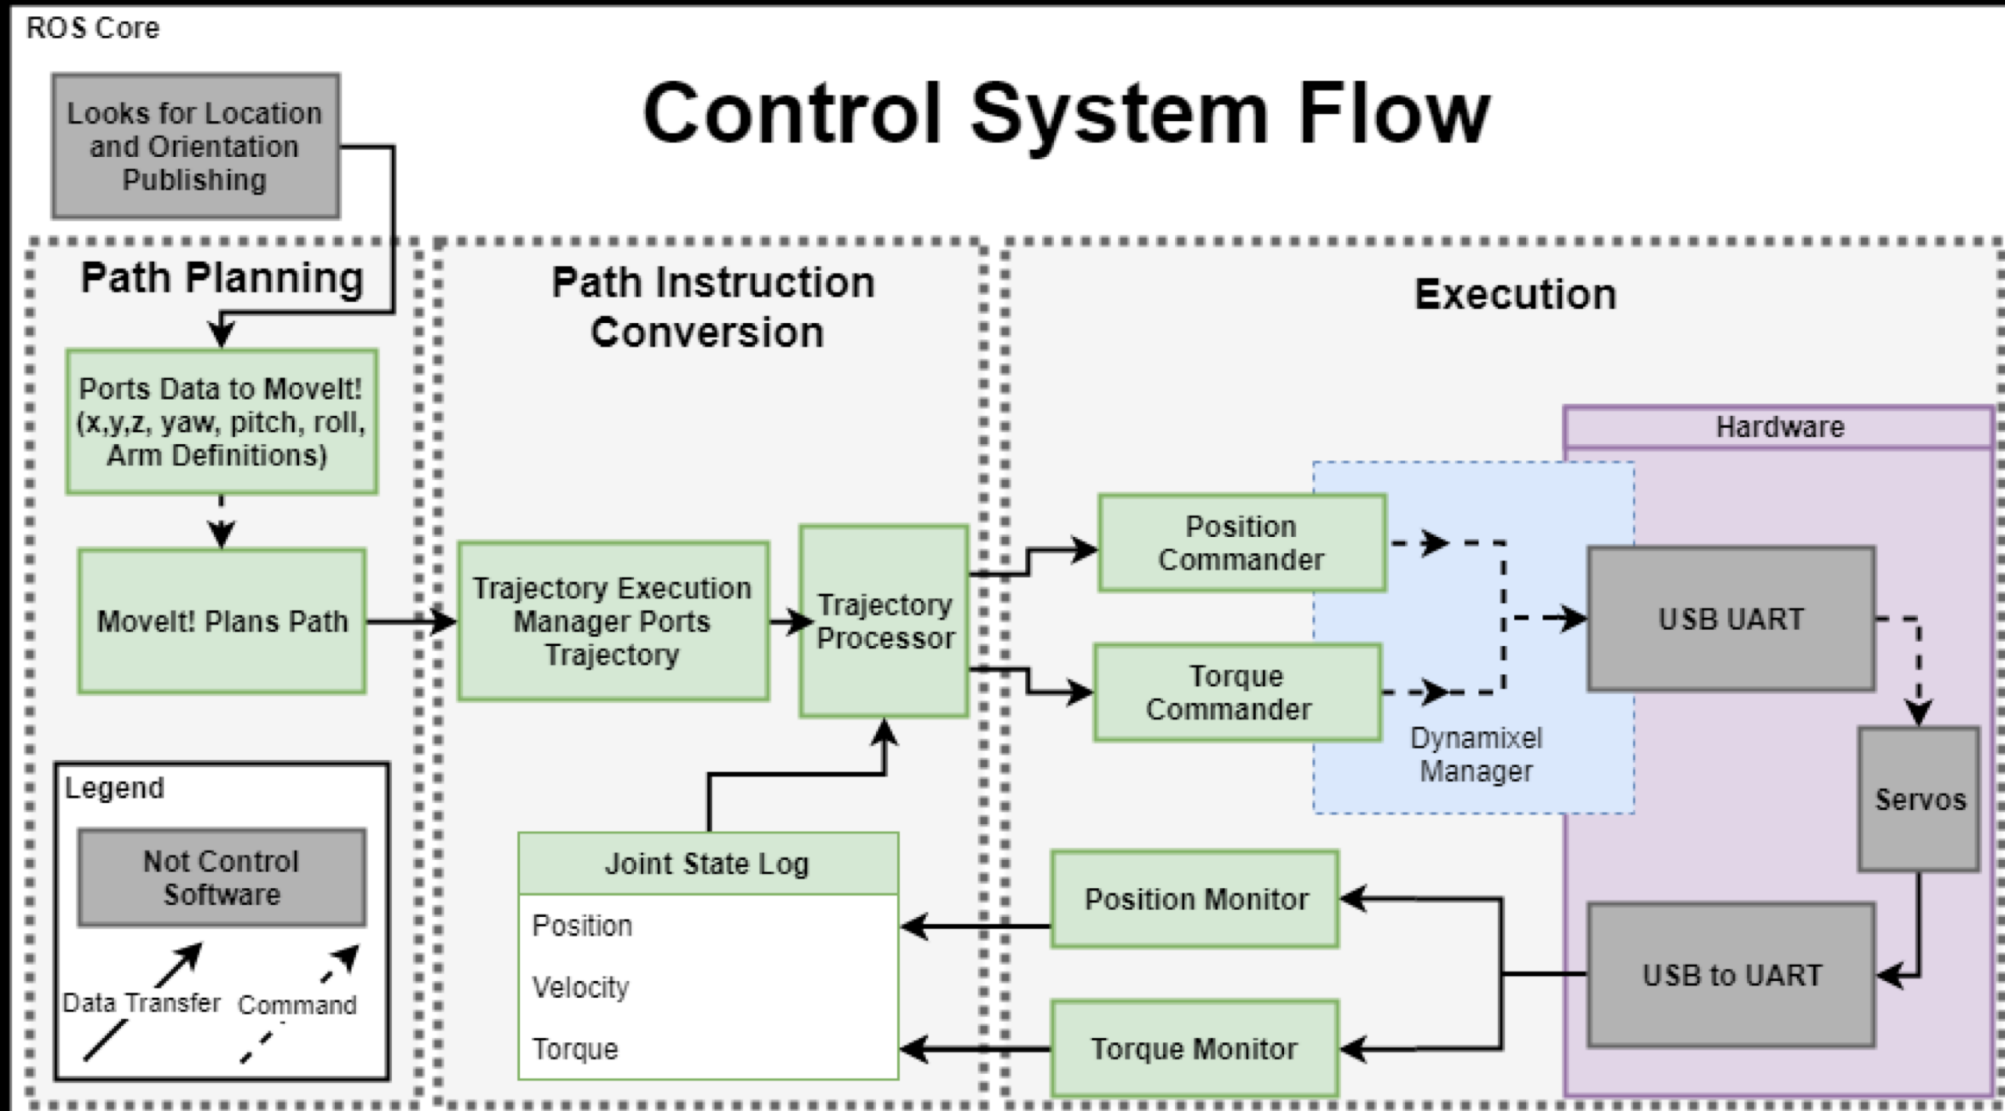 ROS Core
Control System Flow
Looks for Location
and Orientation
Publishing
Path Planning
Ports Data to MoveIt!
(x,y,z, yaw, pitch, roll,
Arm Definitions)
MoveIt! Plans Path
Legend
Not Control
Software
Data Transfer
Command
Path Instruction
Conversion
Trajectory Execution
Manager Ports
Trajectory
Trajectory
Processor
Joint State Log
Position
Velocity
Torque
Execution
Position
Commander
Torque
Commander
Dynamixel
Manager
Hardware
USB UART
Servos
USB to UART
Position Monitor
Torque Monitor